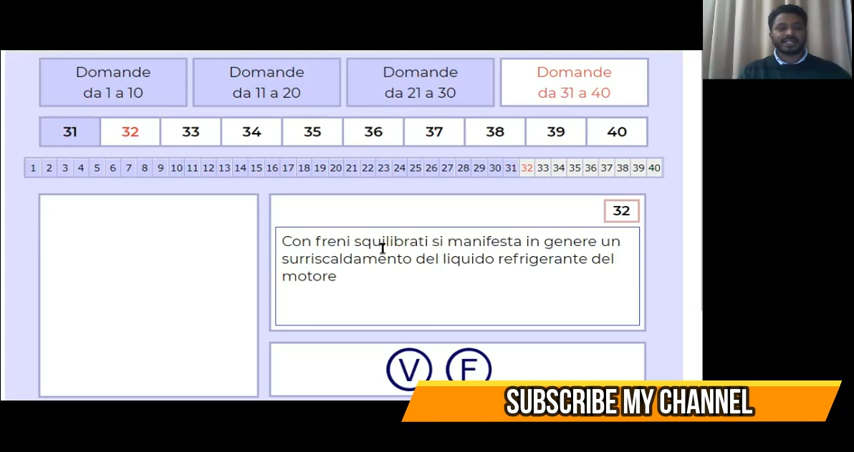 Domande
da 1 a 10
Domande
da 11 a 20
Domande
da 21 a 30
Domande
da 31 a 40
31 32 33 34 35 36 37 38 39 40
1 2 3 4 5 6 7 8 9 10 11 12 13 14 15 16 17 18 19 20 21 22 23 24 25 26 27 28 29 30 31 32 33 34 35 36 37 38 39 40
32
Con freni squilibrati si manifesta in genere un
surriscaldamento del liquido refrigerante del
motore
V F
SUBSCRIBE MY CHANNEL